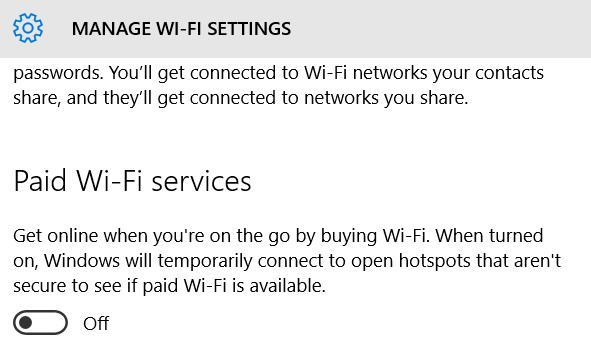 MANAGE WI-FI SETTINGS
passwords. You'll get connected to Wi-Fi networks your contacts
share, and they'll get connected to networks you share.
Paid Wi-Fi services
Get online when you're on the go by buying Wi-Fi. When turned
on, Windows will temporarily connect to open hotspots that aren't
secure to see if paid Wi-Fi is available.
Off